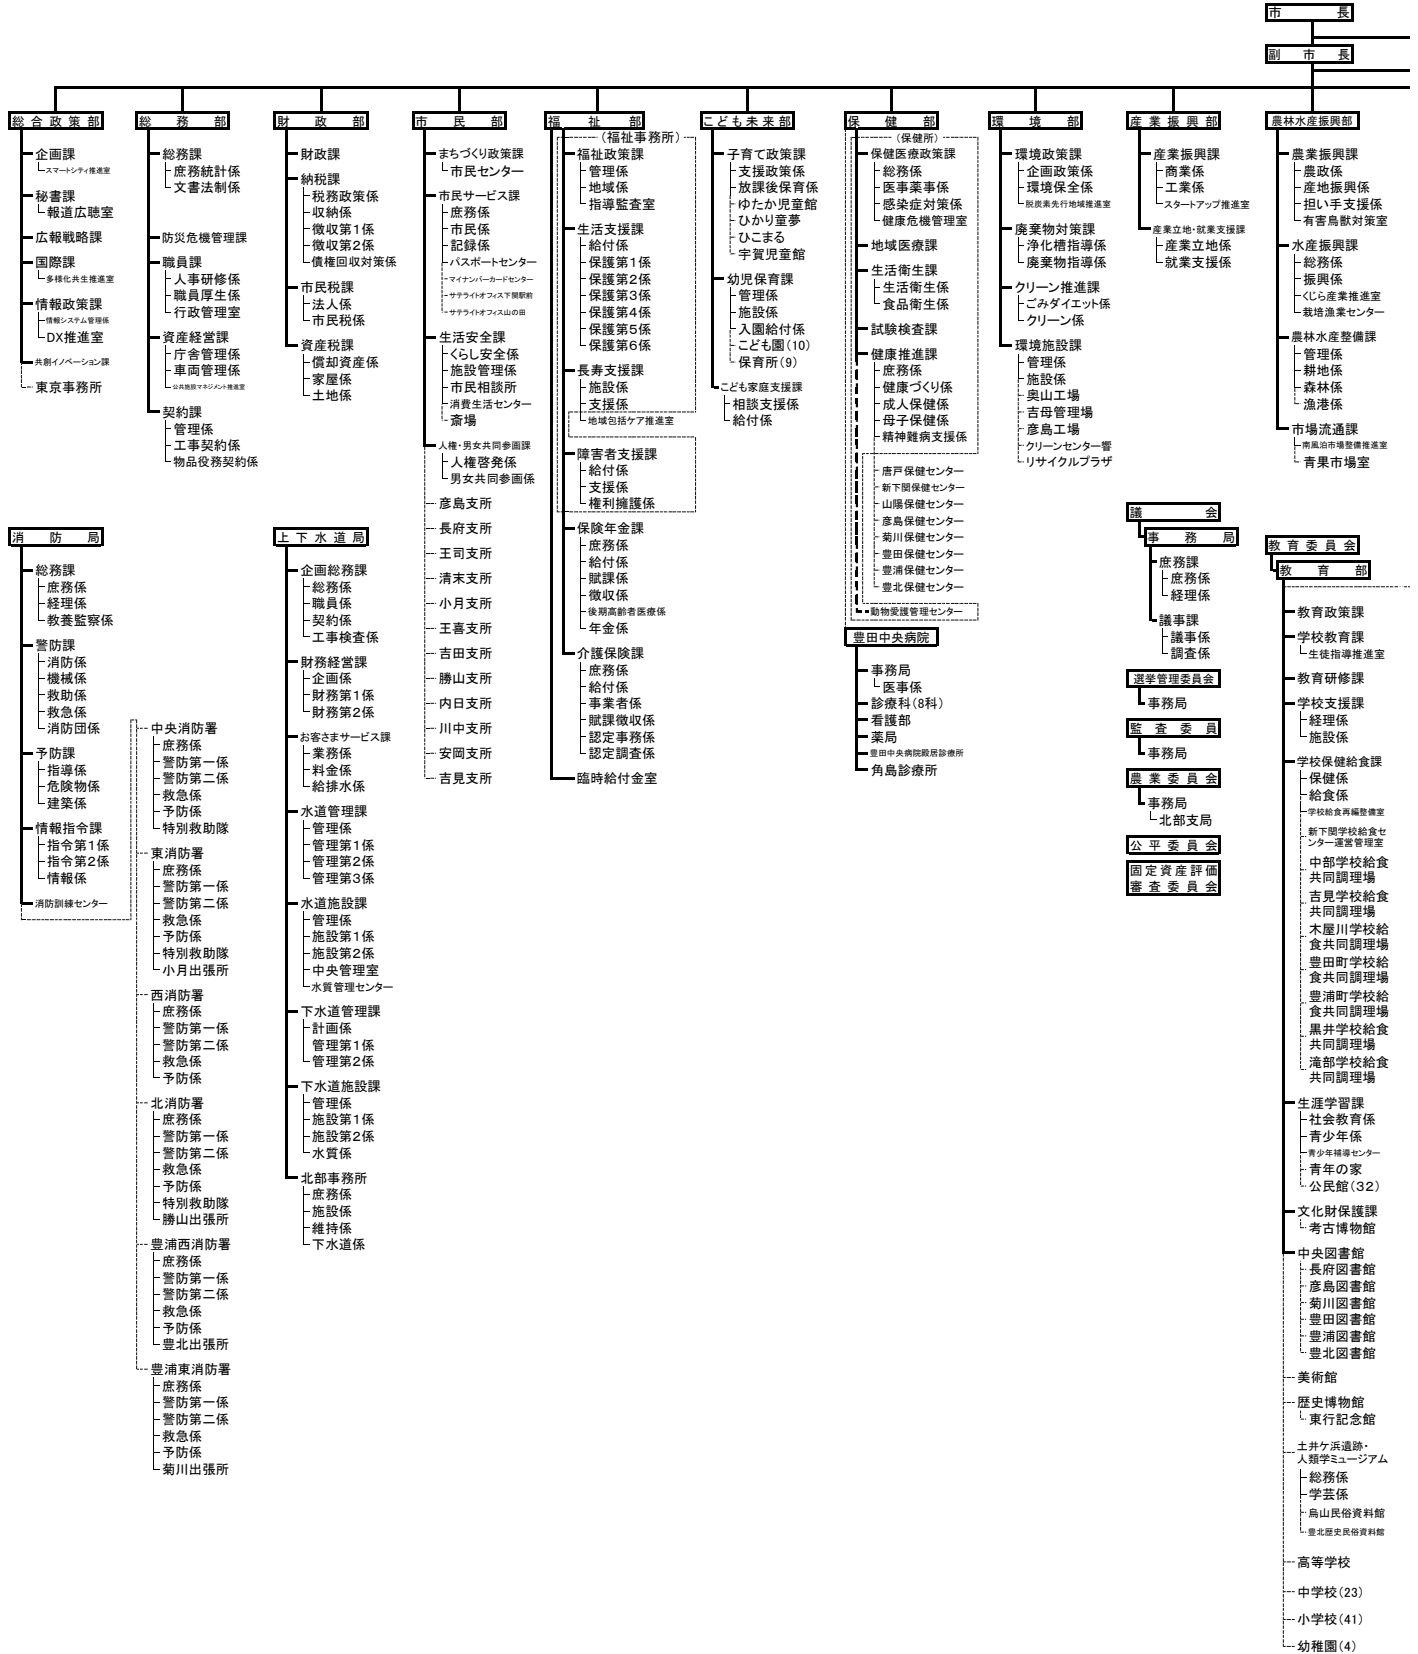 市長
副市長
総合政策部
企画課
スマートシティ推進室
秘書課
報道広聴室
広報戦略課
国際課
多様化共生推進室
情報政策課
情報システム管理係
DX推進室
共創イノベーション課
東京事務所
総務部
総務課
庶務統計係
文書法制係
防災危機管理課
職員課
人事研修係
職員厚生係
行政管理室
資産経営課
庁舎管理係
車両管理係
公共施設マネジメント推進室
契約課
管理係
工事契約係
物品役務契約係
財政部
財政課
納税課
税務政策係
収納係
徴収第1係
徴収第2係
債権回収対策係
市民税課
法人係
市民税係
資産税課
償却資産係
家屋係
土地係
市民部
まちづくり政策課
市民センター
市民サービス課
庶務係
市民係
記録係
パスポートセンター
マイナンバーカードセンター
サテライトオフィス下関駅前
サテライトオフィス山の田
生活安全課
くらし安全係
施設管理係
市民相談所
消費生活センター
斎場
人権・男女共同参画課
人権啓発係
男女共同参画係
彦島支所
長府支所
王司支所
清末支所
小月支所
王喜支所
吉田支所
勝山支所
内日支所
川中支所
安岡支所
吉見支所
福祉部
(福祉事務所)
福祉政策課
管理係
地域係
指導監査室
生活支援課
給付係
保護第1係
保護第2係
保護第3係
保護第4係
保護第5係
保護第6係
長寿支援課
施設係
支援係
地域包括ケア推進室
障害者支援課
給付係
支援係
権利擁護係
保険年金課
庶務係
給付係
賦課係
徴収係
後期高齢者医療係
年金係
介護保険課
庶務係
給付係
事業者係
賦課徴収係
認定事務係
認定調査係
臨時給付金室
こども未来部
子育て政策課
支援政策係
放課後保育係
ゆたか児童館
ひかり童夢
ひこまる
宇賀児童館
幼児保育課
管理係
施設係
入園給付係
こども園(10)
保育所(9)
こども家庭支援課
相談支援係
給付係
保健部
(保健所)
保健医療政策課
総務係
医事薬事係
感染症対策係
健康危機管理室
地域医療課
生活衛生課
生活衛生係
食品衛生係
試験検査課
健康推進課
庶務係
健康づくり係
成人保健係
母子保健係
精神難病支援係
唐戸保健センター
新下関保健センター
山陽保健センター
彦島保健センター
菊川保健センター
豊田保健センター
豊浦保健センター
豊北保健センター
動物愛護管理センター
豊田中央病院
事務局
医事係
診療科(8科)
看護部
薬局
豊田中央病院殿居診療所
角島診療所
環境部
環境政策課
企画政策係
環境保全係
脱炭素先行地域推進室
廃棄物対策課
浄化槽指導係
廃棄物指導係
クリーン推進課
ごみダイエット係
クリーン係
環境施設課
管理係
施設係
奥山工場
吉母管理場
彦島工場
クリーンセンター響
リサイクルプラザ
産業振興部
産業振興課
商業係
工業係
スタートアップ推進室
産業立地・就業支援課
産業立地係
就業支援係
農林水産振興部
農業振興課
農政係
産地振興係
担い手支援係
有害鳥獣対策室
水産振興課
総務係
振興係
くじら産業推進室
栽培漁業センター
農林水産整備課
管理係
耕地係
森林係
漁港係
市場流通課
南風泊市場整備推進室
青果市場室
消防局
総務課
庶務係
経理係
教養監察係
警防課
消防係
機械係
救助係
救急係
消防団係
予防課
指導係
危険物係
建築係
情報指令課
指令第1係
指令第2係
情報係
消防訓練センター
中央消防署
庶務係
警防第一係
警防第二係
救急係
予防係
特別救助隊
東消防署
庶務係
警防第一係
警防第二係
救急係
予防係
特別救助隊
小月出張所
西消防署
庶務係
警防第一係
警防第二係
救急係
予防係
北消防署
庶務係
警防第一係
警防第二係
救急係
予防係
特別救助隊
勝山出張所
豊浦西消防署
庶務係
警防第一係
警防第二係
救急係
予防係
豊北出張所
豊浦東消防署
庶務係
警防第一係
警防第二係
救急係
予防係
菊川出張所
上下水道局
企画総務課
総務係
職員係
契約係
工事検査係
財務経営課
企画係
財務第1係
財務第2係
お客さまサービス課
業務係
料金係
給排水係
水道管理課
管理係
管理第1係
管理第2係
管理第3係
水道施設課
管理係
施設第1係
施設第2係
中央管理室
水質管理センター
下水道管理課
計画係
管理第1係
管理第2係
下水道施設課
管理係
施設第1係
施設第2係
水質係
北部事務所
庶務係
施設係
維持係
下水道係
議会
事務局
庶務課
庶務係
経理係
議事課
議事係
調査係
選挙管理委員会
事務局
監査委員
事務局
農業委員会
事務局
北部支局
公平委員会
固定資産評価
審査委員会
教育委員会
教育部
教育政策課
学校教育課
生徒指導推進室
教育研修課
学校支援課
経理係
施設係
学校保健給食課
保健係
給食係
学校給食再編整備室
新下関学校給食セ
ンター運営管理室
中部学校給食
共同調理場
吉見学校給食
共同調理場
木屋川学校給
食共同調理場
豊田町学校給
食共同調理場
豊浦町学校給
食共同調理場
黒井学校給食
共同調理場
滝部学校給食
共同調理場
生涯学習課
社会教育係
青少年係
青少年補導センター
青年の家
公民館(32)
文化財保護課
考古博物館
中央図書館
長府図書館
彦島図書館
菊川図書館
豊田図書館
豊浦図書館
豊北図書館
美術館
歴史博物館
東行記念館
土井ケ浜遺跡・
人類学ミュージアム
総務係
学芸係
烏山民俗資料館
豊北歴史民俗資料館
高等学校
中学校(23)
小学校(41)
幼稚園(4)